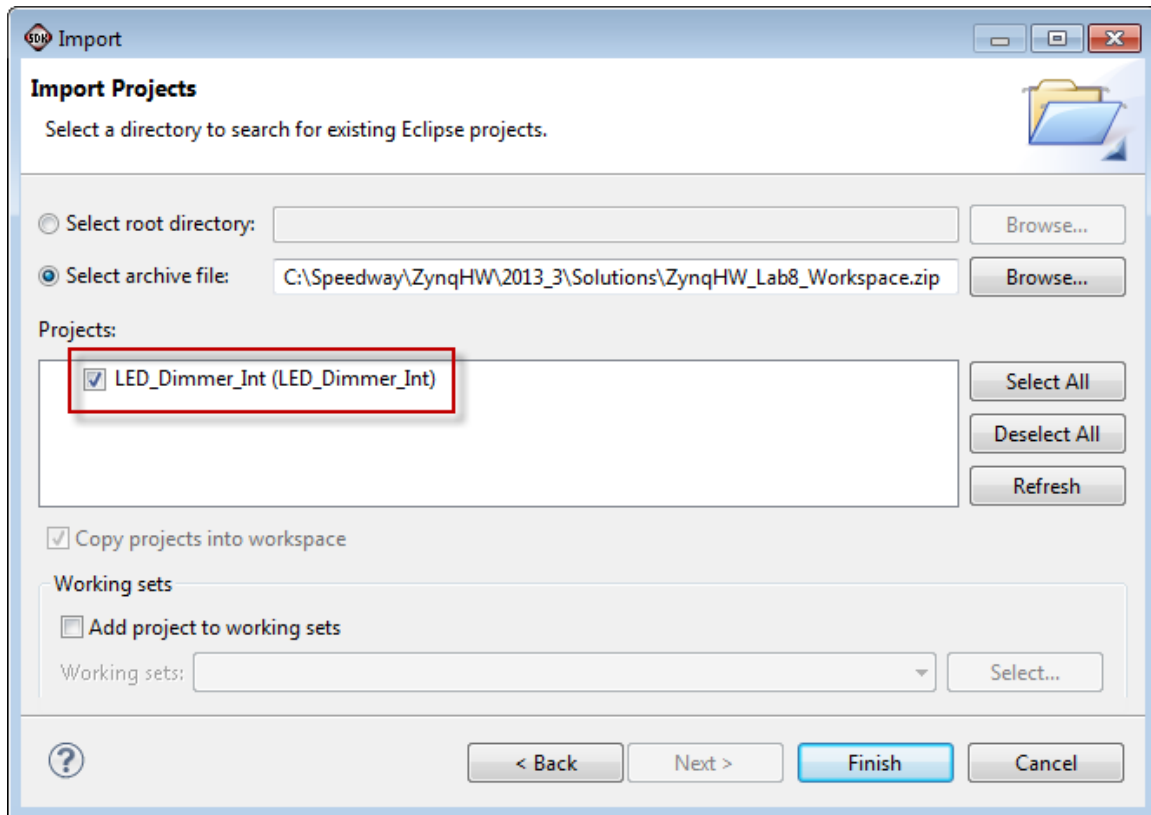 SDK Import
Import Projects
Select a directory to search for existing Eclipse projects.
Select root directory: Browse...
Select archive file: C:\Speedway\ZynqHW\2013_3\Solutions\ZynqHW_Lab8_Workspace.zip Browse...
Projects:
LED_Dimmer_Int (LED_Dimmer_Int)
Select All
Deselect All
Refresh
Copy projects into workspace
Working sets
Add project to working sets
Working sets: Select...
? < Back Next > Finish Cancel